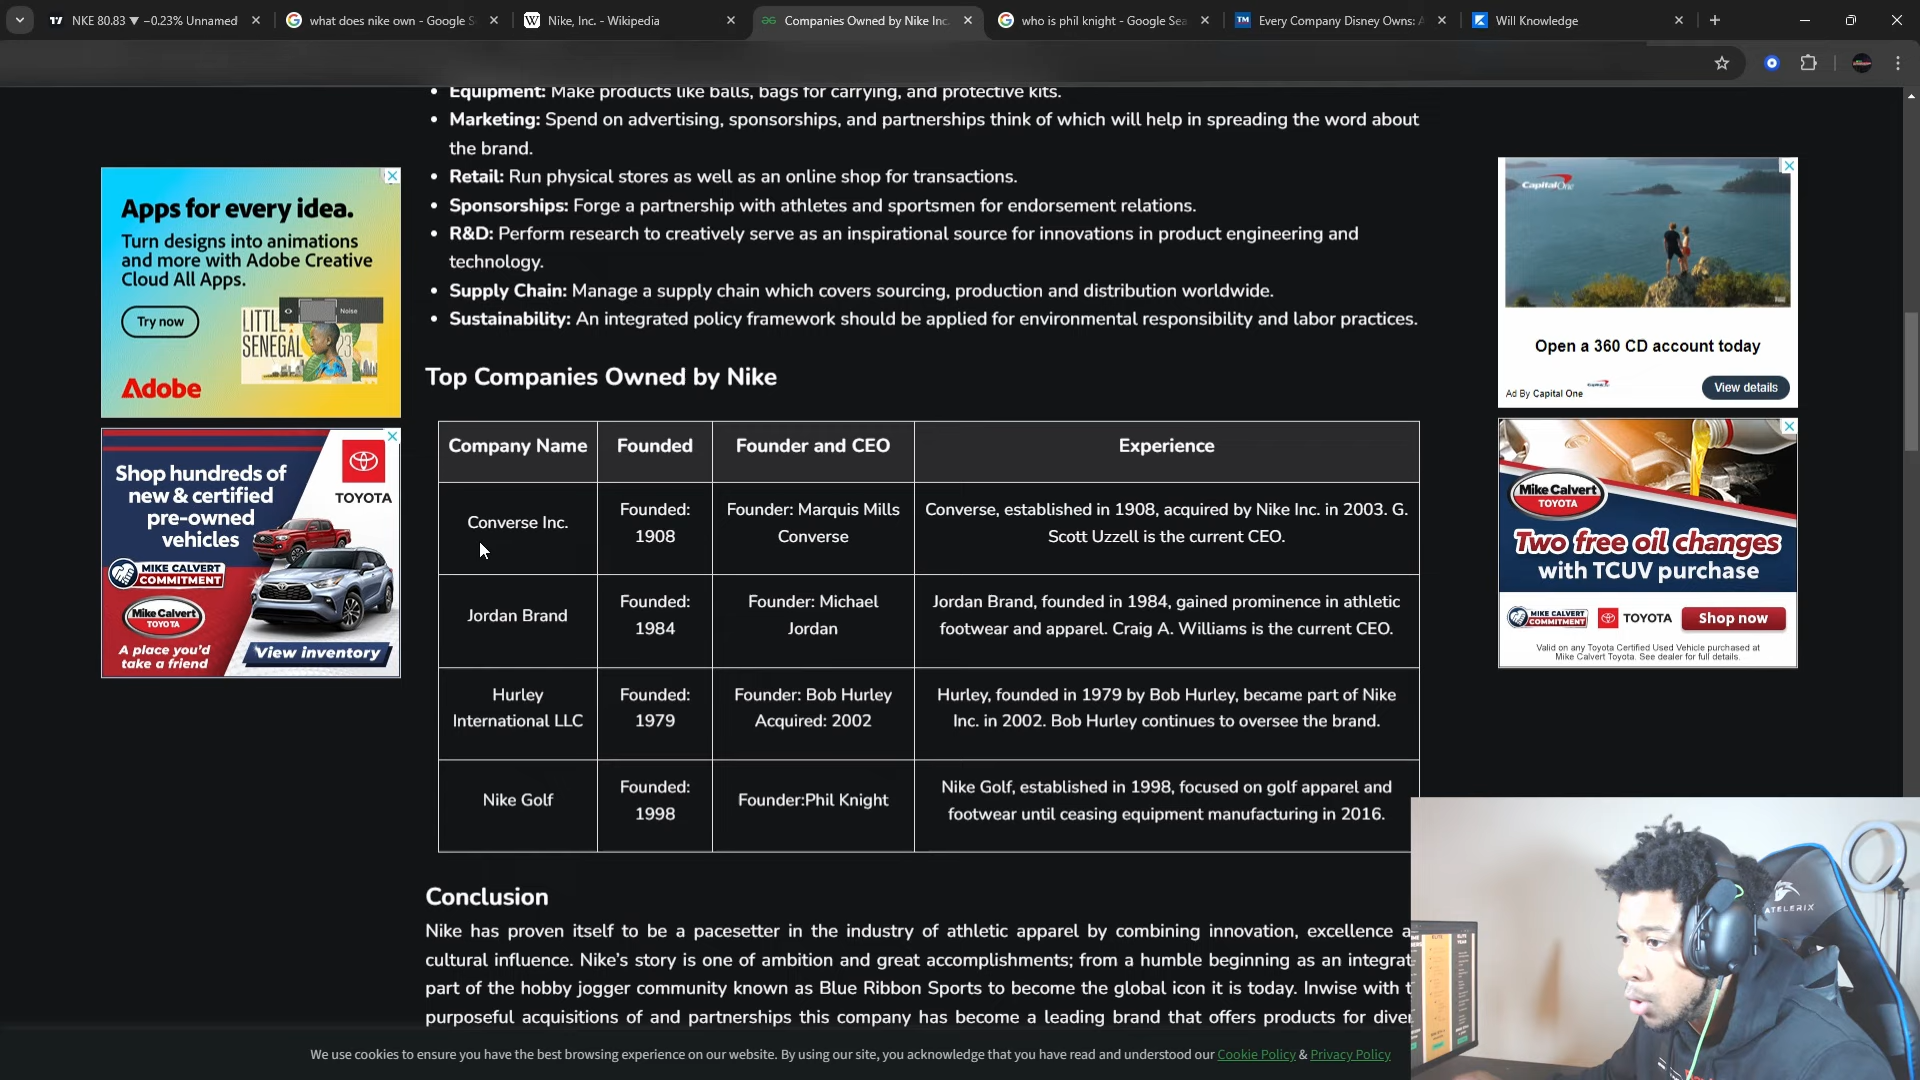 NKE 80.83 ▼ −0.23% Unnamed
what does nike own - Google S
Nike, Inc. - Wikipedia
Companies Owned by Nike Inc.
who is phil knight - Google Sea
Every Company Disney Owns: A
Will Knowledge
• Equipment: Make products like balls, bags for carrying, and protective kits.
• Marketing: Spend on advertising, sponsorships, and partnerships think of which will help in spreading the word about
the brand.
• Retail: Run physical stores as well as an online shop for transactions.
• Sponsorships: Forge a partnership with athletes and sportsmen for endorsement relations.
• R&D: Perform research to creatively serve as an inspirational source for innovations in product engineering and
technology.
• Supply Chain: Manage a supply chain which covers sourcing, production and distribution worldwide.
• Sustainability: An integrated policy framework should be applied for environmental responsibility and labor practices.
Top Companies Owned by Nike
Company Name
Founded
Founder and CEO
Experience
Converse Inc.
Founded:
1908
Founder: Marquis Mills
Converse
Converse, established in 1908, acquired by Nike Inc. in 2003. G.
Scott Uzzell is the current CEO.
Jordan Brand
Founded:
1984
Founder: Michael
Jordan
Jordan Brand, founded in 1984, gained prominence in athletic
footwear and apparel. Craig A. Williams is the current CEO.
Hurley
International LLC
Founded:
1979
Founder: Bob Hurley
Acquired: 2002
Hurley, founded in 1979 by Bob Hurley, became part of Nike
Inc. in 2002. Bob Hurley continues to oversee the brand.
Nike Golf
Founded:
1998
Founder:Phil Knight
Nike Golf, established in 1998, focused on golf apparel and
footwear until ceasing equipment manufacturing in 2016.
Conclusion
Nike has proven itself to be a pacesetter in the industry of athletic apparel by combining innovation, excellence a
cultural influence. Nike's story is one of ambition and great accomplishments; from a humble beginning as an integrat
part of the hobby jogger community known as Blue Ribbon Sports to become the global icon it is today. Inwise with t
purposeful acquisitions of and partnerships this company has become a leading brand that offers products for diver
We use cookies to ensure you have the best browsing experience on our website. By using our site, you acknowledge that you have read and understood our Cookie Policy & Privacy Policy
Apps for every idea.
Turn designs into animations
and more with Adobe Creative
Cloud All Apps.
Try now
Noise
LITTLE
SENEGAL
23
Adobe
Shop hundreds of
new & certified
pre-owned
vehicles
TOYOTA
MIKE CALVERT
COMMITMENT
Mike Calvert
TOYOTA
A place you'd
take a friend
View inventory
Capital One
Open a 360 CD account today
Ad By Capital One
View details
Mike Calvert
TOYOTA
Two free oil changes
with TCUV purchase
MIKE CALVERT
COMMITMENT
TOYOTA
Shop now
Valid on any Toyota Certified Used Vehicle purchased at
Mike Calvert Toyota. See dealer for full details.
ATELERIX